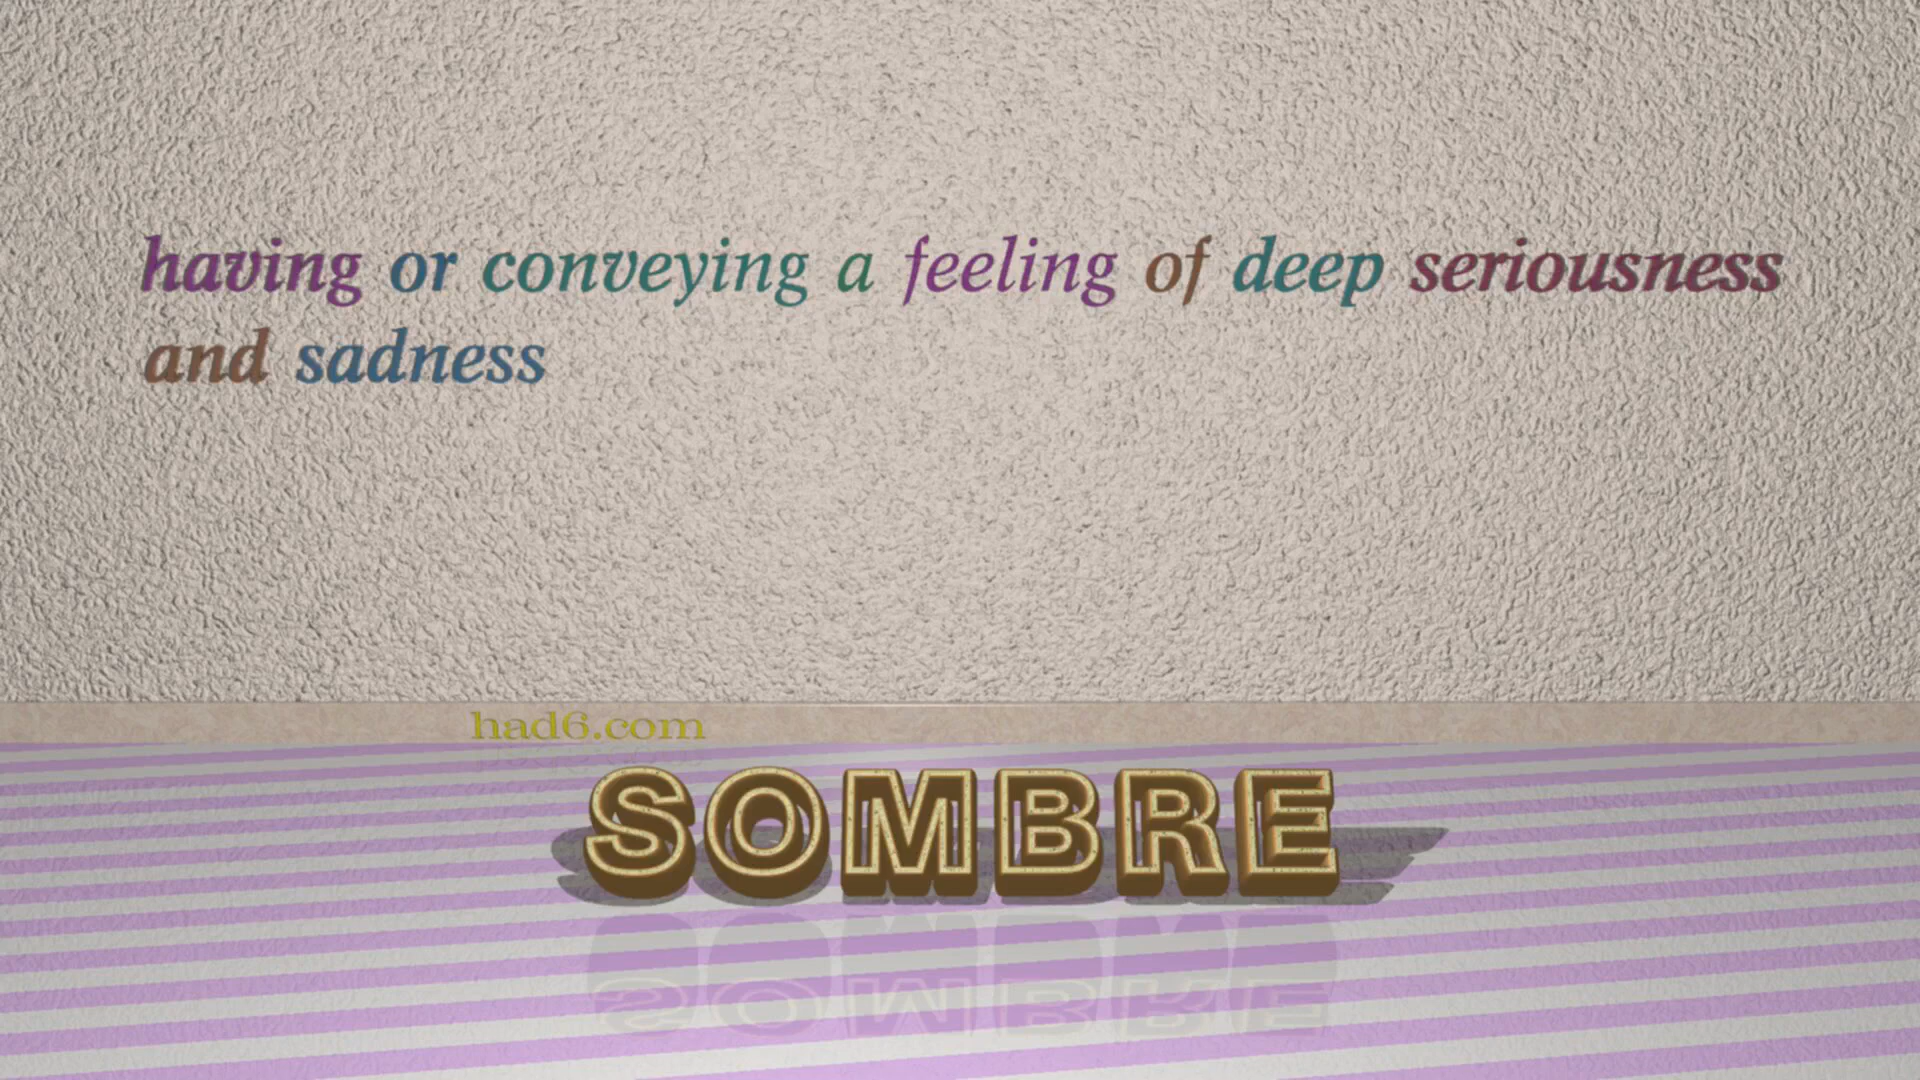 having or conveying a feeling of deep seriousness
and sadness
had6.com
SOMBRE